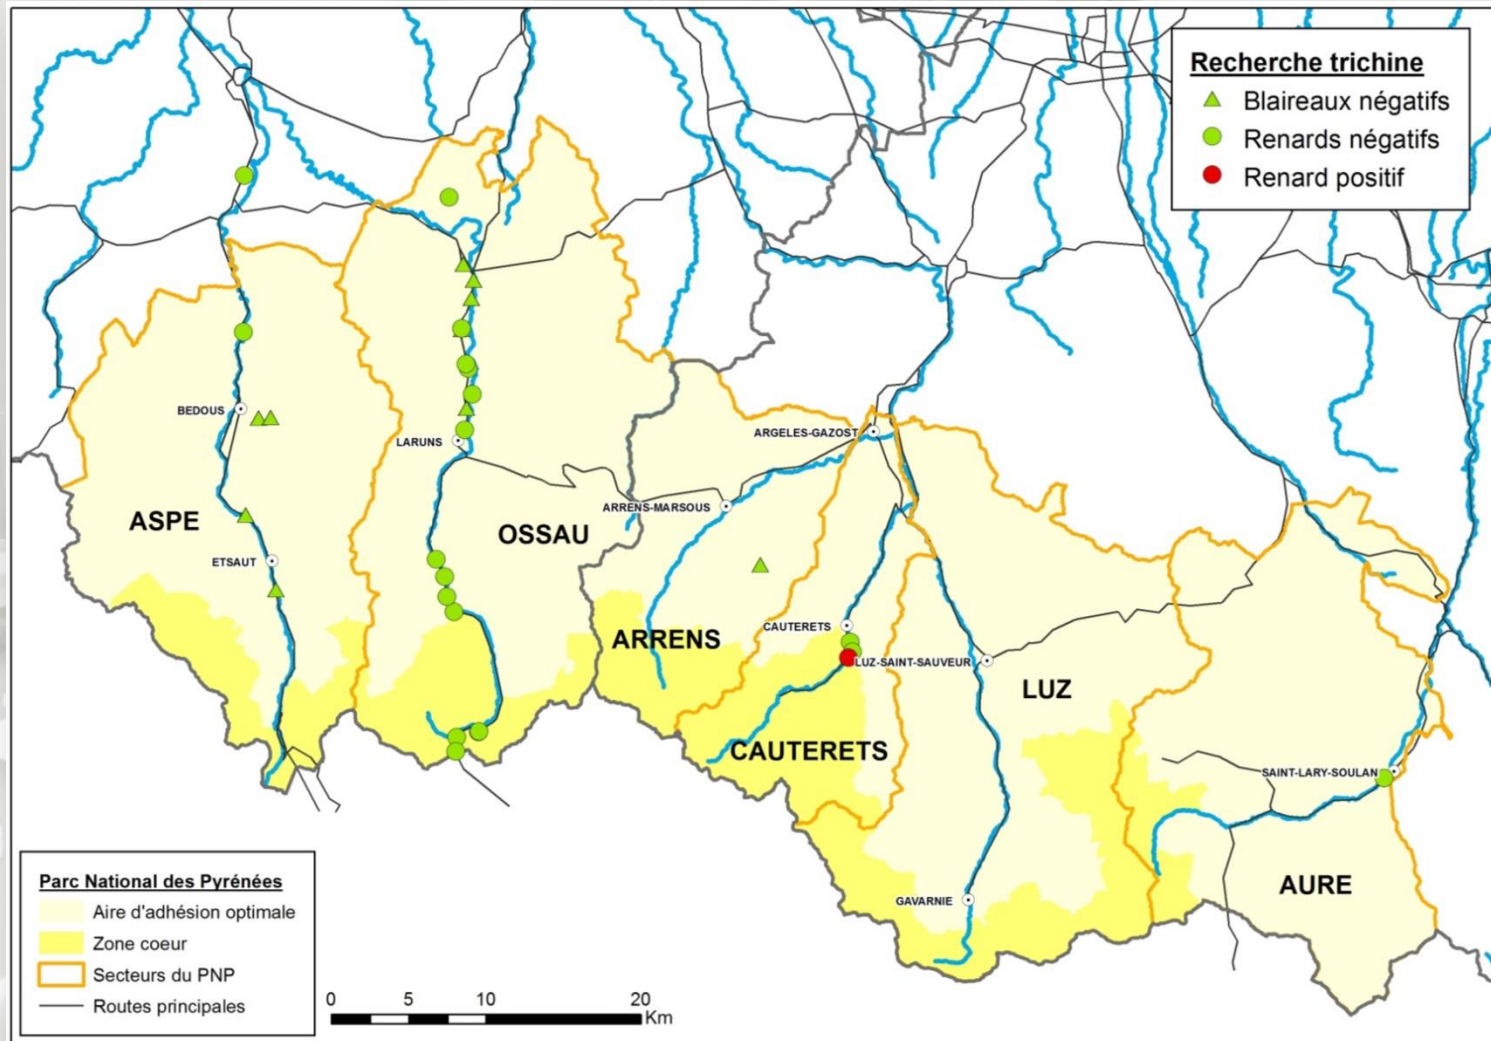 Recherche trichine
Blaireaux négatifs
Renards négatifs
Renard positif
BEDOUS
LARUNS
ARGELES-GAZOST
ARRENS-MARSOUS
ASPE
OSSAU
ETSAUT
ARRENS
CAUTERETS
LUZ-SAINT-SAUVEUR
LUZ
CAUTERETS
SAINT-LARY-SOULAN
AURE
GAVARNIE
Parc National des Pyrénées
Aire d'adhésion optimale
Zone coeur
Secteurs du PNP
Routes principales
0 5 10 20
Km